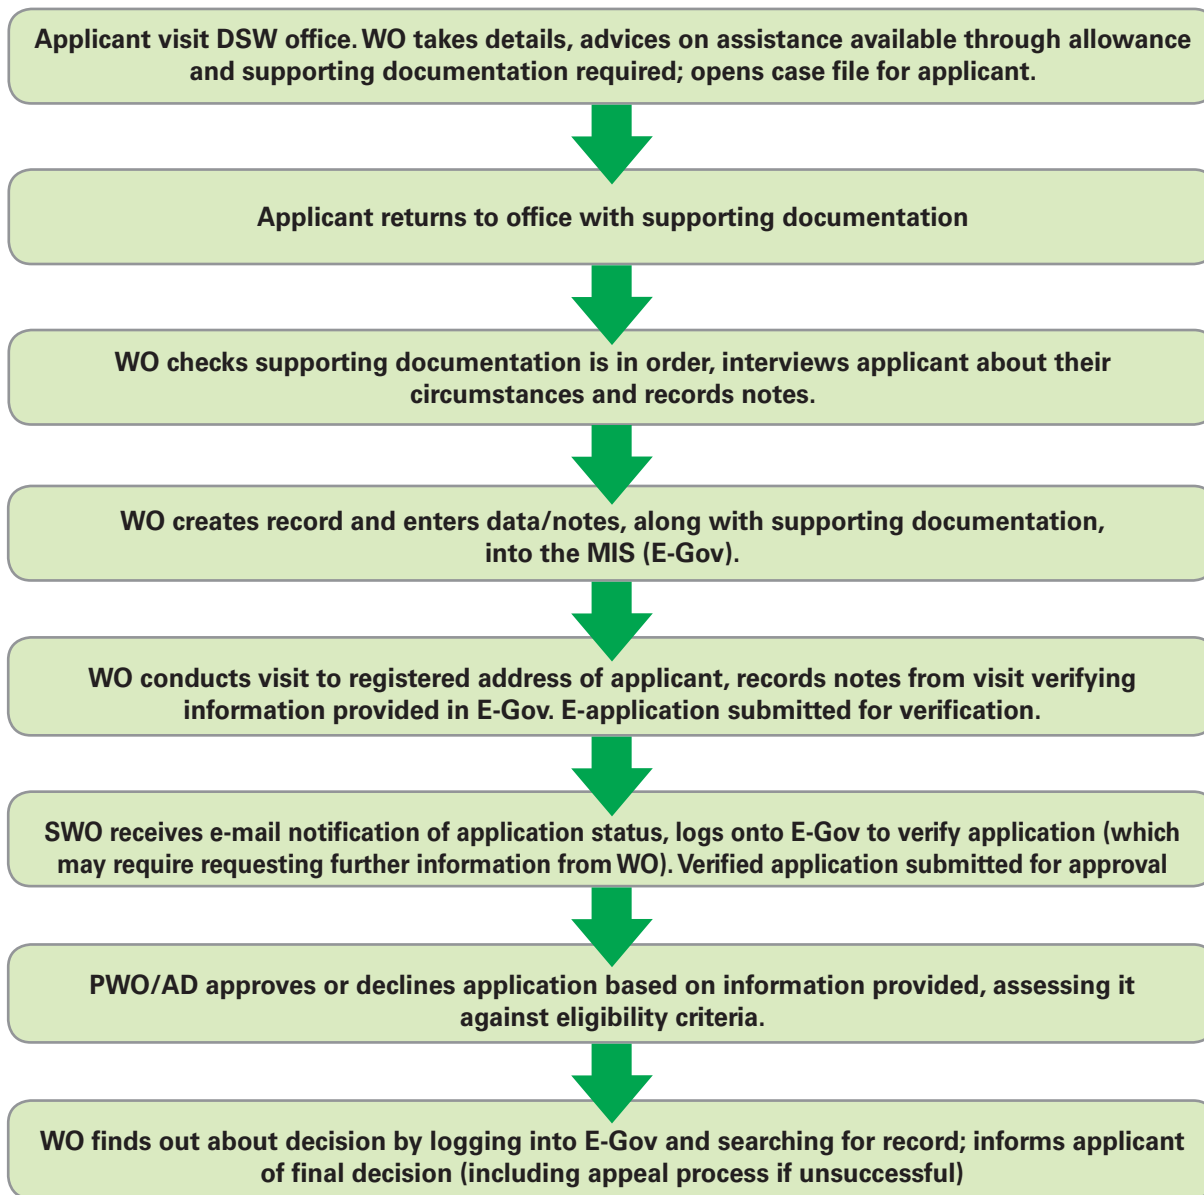 Applicant visit DSW office. WO takes details, advices on assistance available through allowance
and supporting documentation required; opens case file for applicant.
Applicant returns to office with supporting documentation
WO checks supporting documentation is in order, interviews applicant about their
circumstances and records notes.
WO creates record and enters data/notes, along with supporting documentation,
into the MIS (E-Gov).
WO conducts visit to registered address of applicant, records notes from visit verifying
information provided in E-Gov. E-application submitted for verification.
SWO receives e-mail notification of application status, logs onto E-Gov to verify application (which
may require requesting further information from WO). Verified application submitted for approval
PWO/AD approves or declines application based on information provided, assessing it
against eligibility criteria.
WO finds out about decision by logging into E-Gov and searching for record; informs applicant
of final decision (including appeal process if unsuccessful)